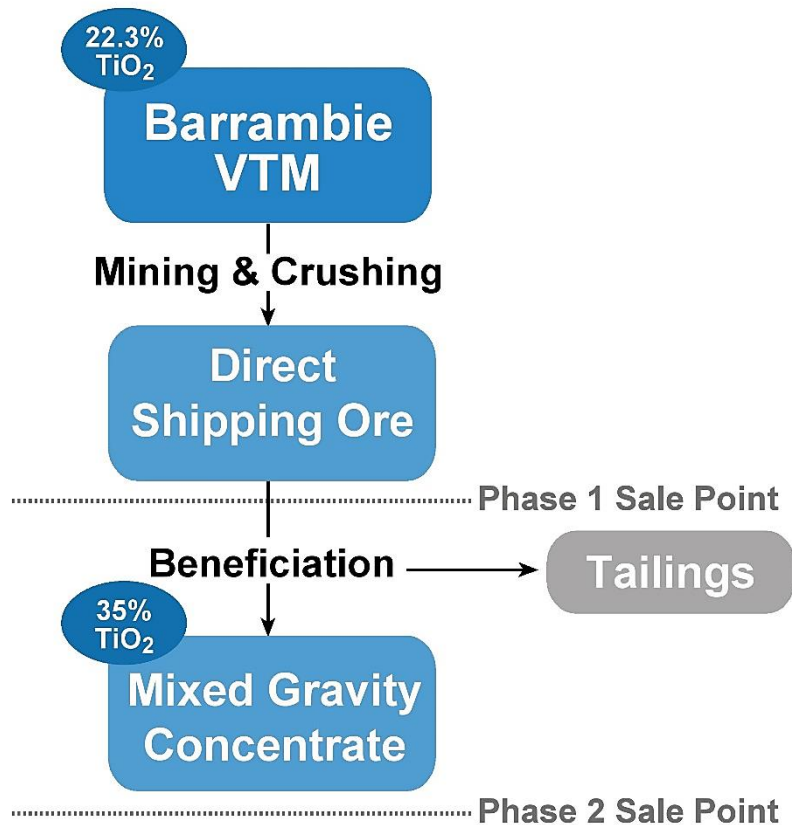 22.3%
TiO₂
Barrambie
VTM
Mining & Crushing
Direct
Shipping Ore
Phase 1 Sale Point
Beneficiation
Tailings
35%
TiO₂
Mixed Gravity
Concentrate
Phase 2 Sale Point